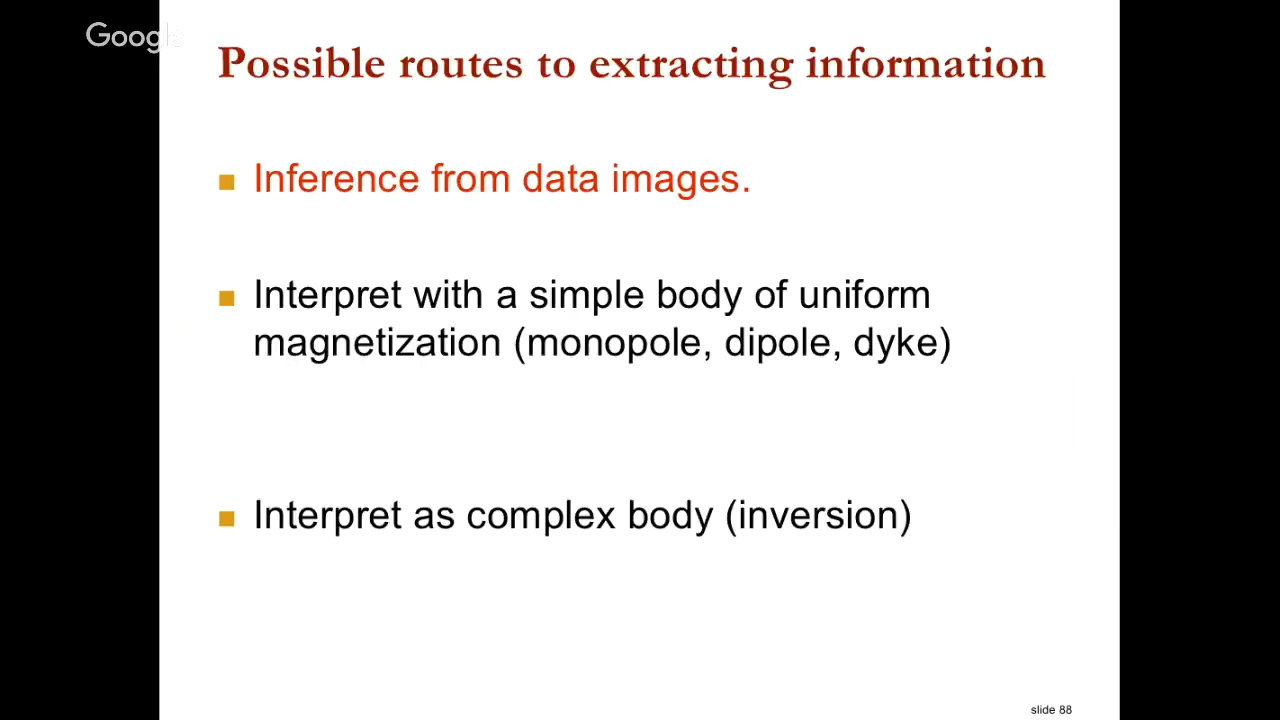 Google
Possible routes to extracting information
Inference from data images.
Interpret with a simple body of uniform
magnetization (monopole, dipole, dyke)
Interpret as complex body (inversion)
slide 88